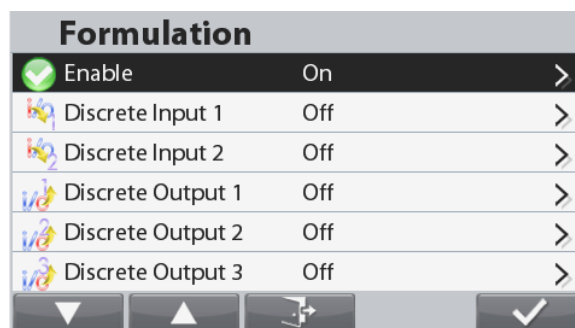 Formulation
Enable On
Discrete Input 1 Off
Discrete Input 2 Off
Discrete Output 1 Off
Discrete Output 2 Off
Discrete Output 3 Off